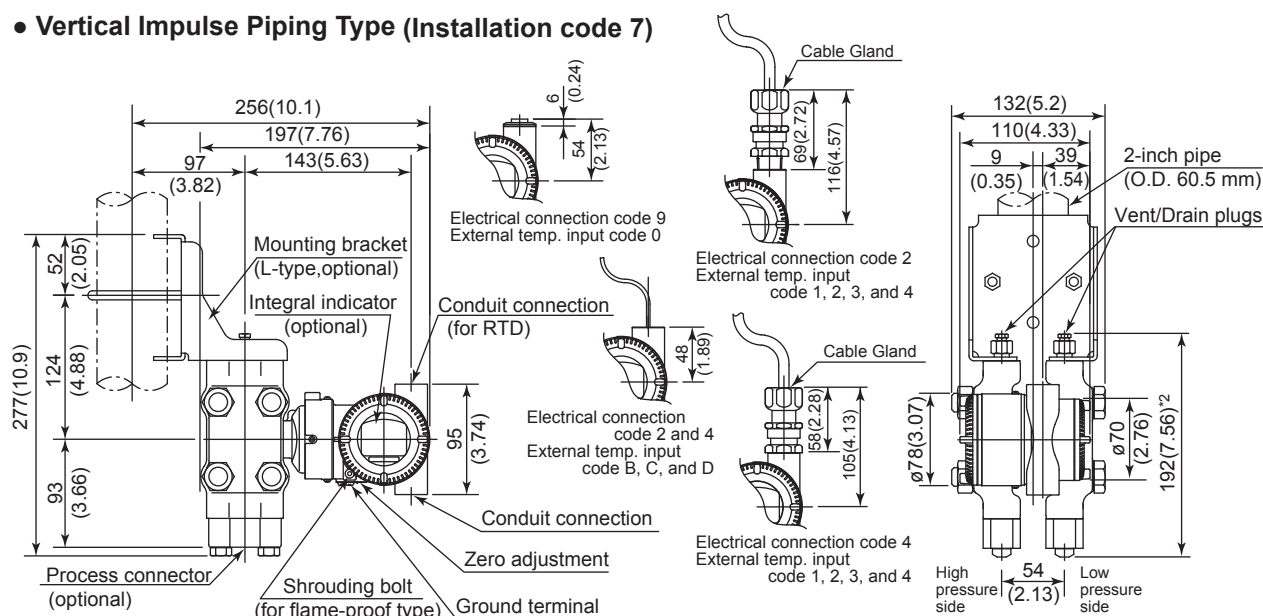 • Vertical Impulse Piping Type (Installation code 7)
256(10.1)
197(7.76)
97
(3.82)
143(5.63)
277(10.9)
52
(2.05)
124
(4.88)
93
(3.66)
Mounting bracket
(L-type,optional)
Integral indicator
(optional)
Conduit connection
(for RTD)
95
(3.74)
Conduit connection
Zero adjustment
Ground terminal
Shrouding bolt
(for flame-proof type)
Process connector
(optional)
6
(0.24)
54
(2.13)
Electrical connection code 9
External temp. input code 0
48
(1.89)
Electrical connection
code 2 and 4
External temp. input
code B, C, and D
Cable Gland
69(2.72)
116(4.57)
Electrical connection code 2
External temp. input
code 1, 2, 3, and 4
Cable Gland
58(2.28)
105(4.13)
Electrical connection code 4
External temp. input
code 1, 2, 3, and 4
132(5.2)
110(4.33)
9
(0.35)
39
(1.54)
2-inch pipe
(O.D. 60.5 mm)
Vent/Drain plugs
ø78(3.07)
ø70
(2.76)
192(7.56)*2
High
pressure
side
54
(2.13)
Low
pressure
side